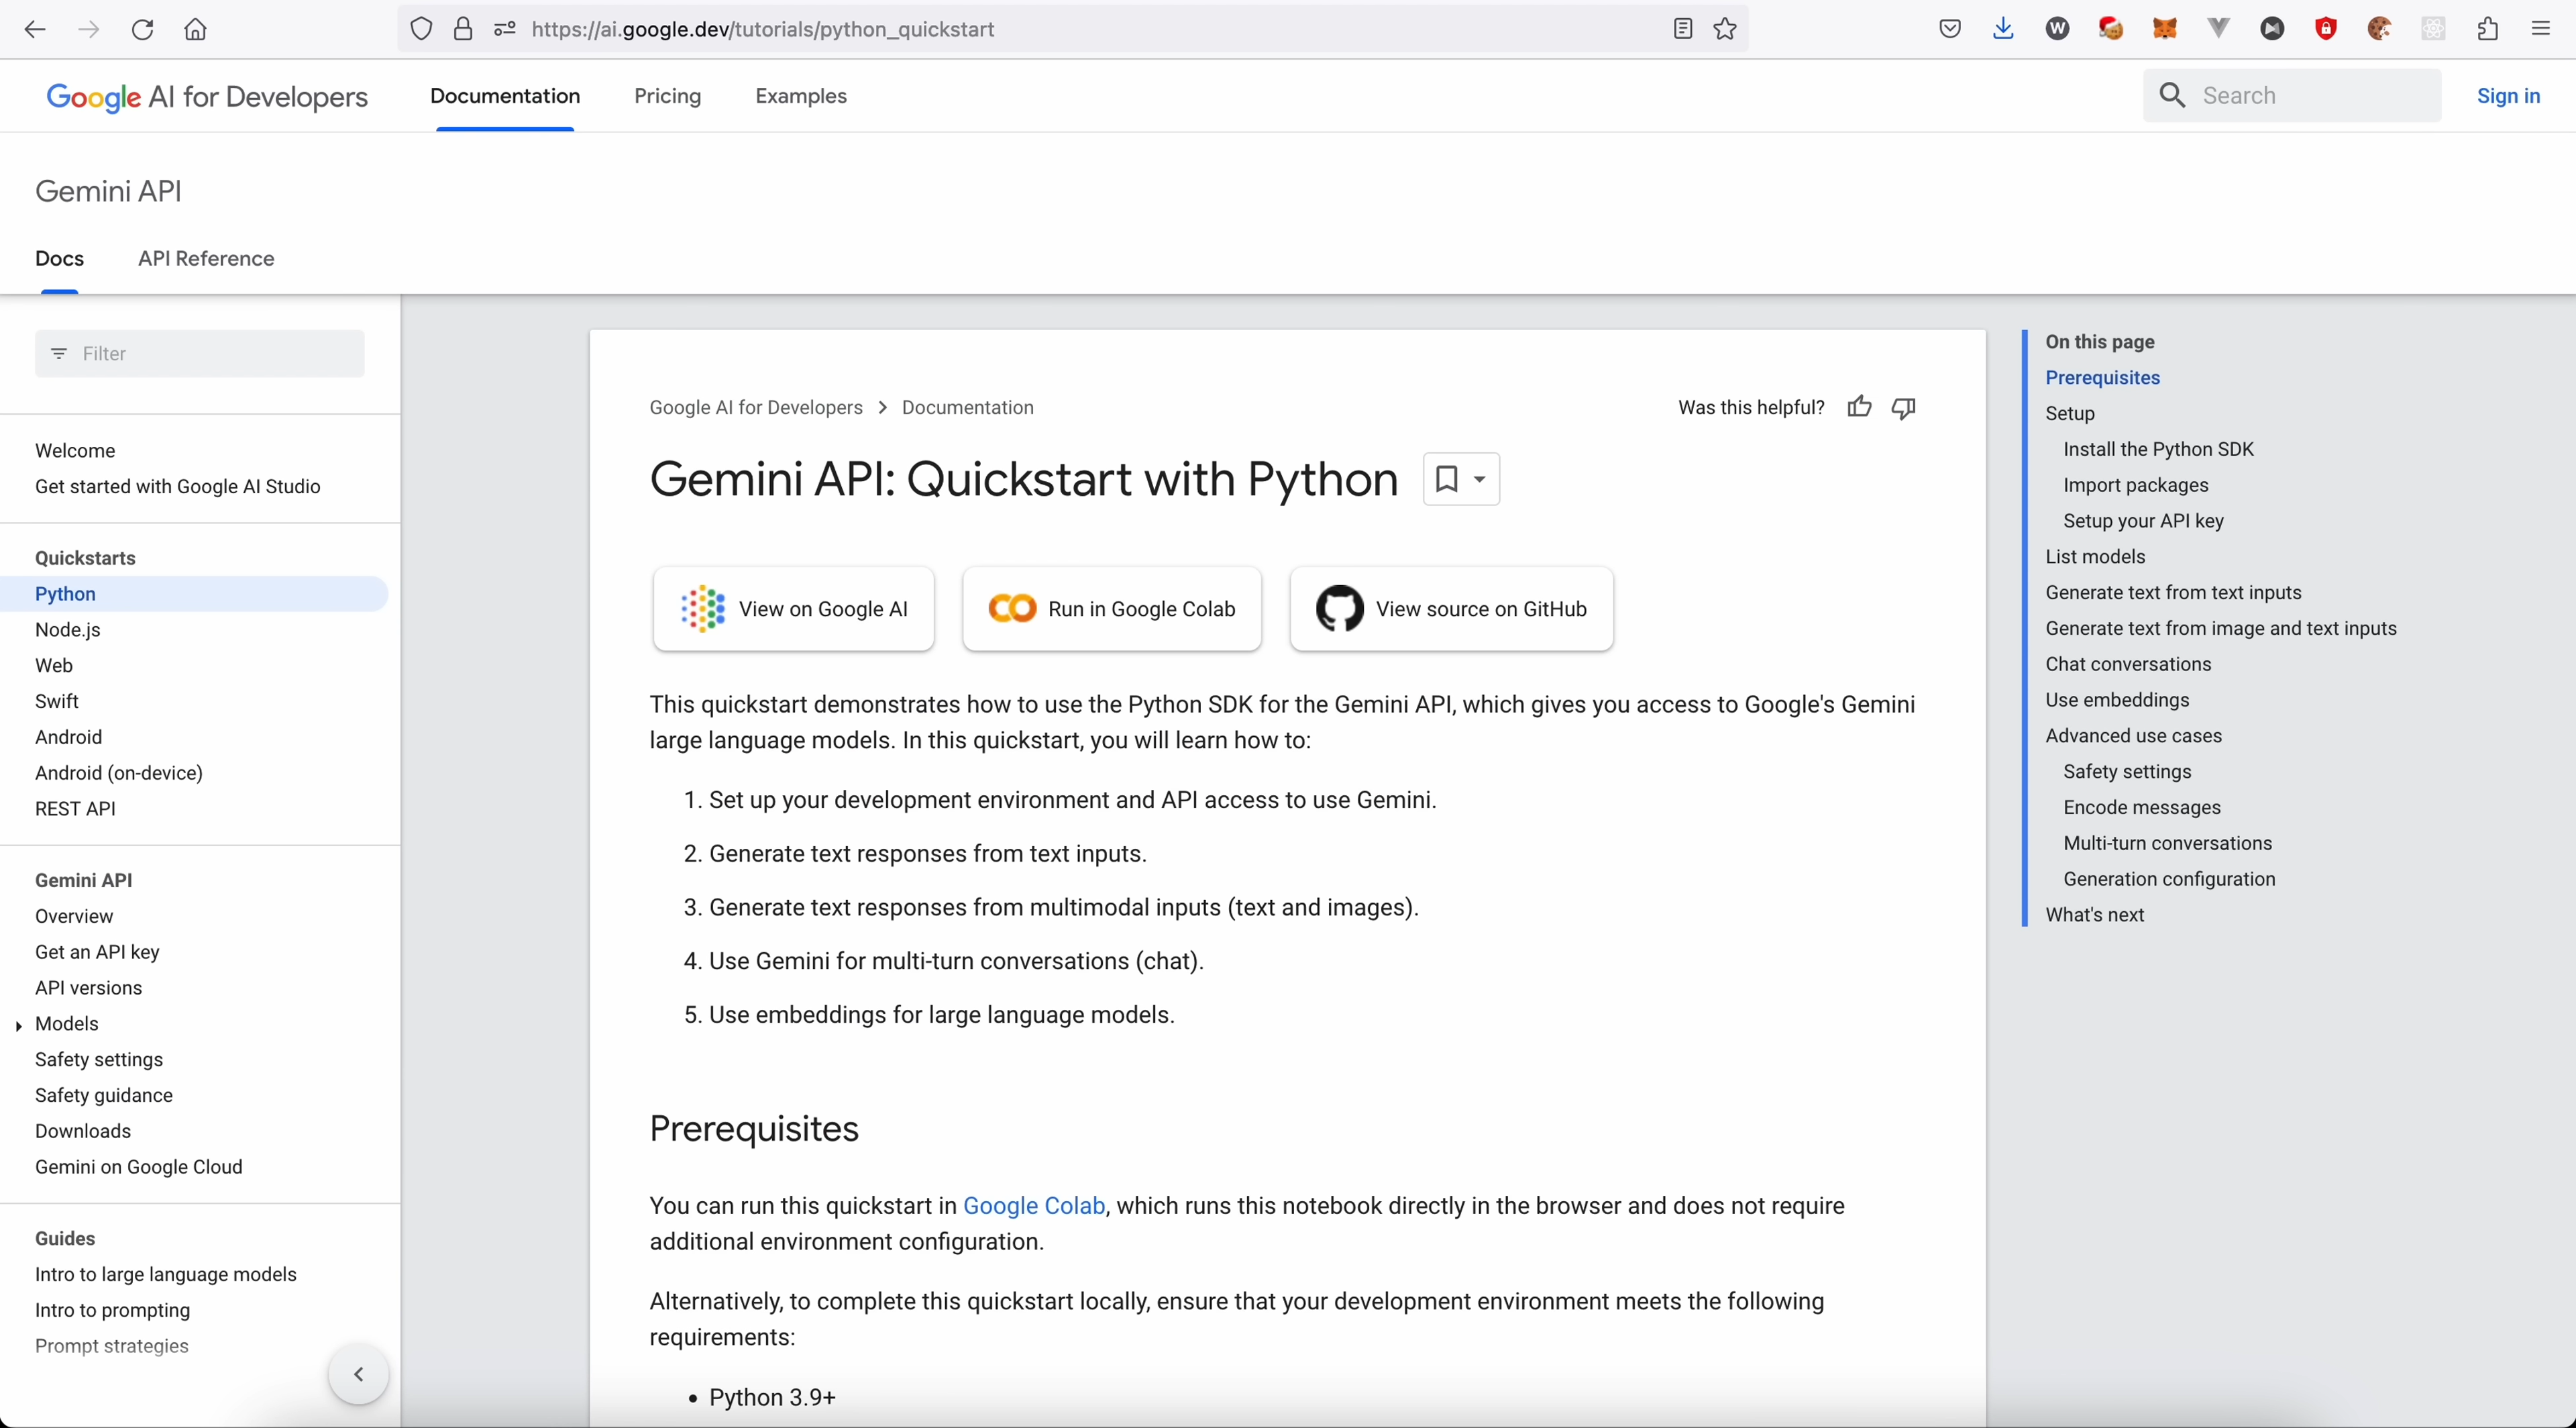 https://ai.google.dev/tutorials/python_quickstart
W
Google AI for Developers
Documentation
Pricing
Examples
Search
Sign in
Gemini API
Docs
API Reference
Filter
Welcome
Get started with Google AI Studio
Quickstarts
Python
Node.js
Web
Swift
Android
Android (on-device)
REST API
Gemini API
Overview
Get an API key
API versions
Models
Safety settings
Safety guidance
Downloads
Gemini on Google Cloud
Guides
Intro to large language models
Intro to prompting
Prompt strategies
Google AI for Developers > Documentation
Was this helpful?
Gemini API: Quickstart with Python
View on Google AI
Run in Google Colab
View source on GitHub
This quickstart demonstrates how to use the Python SDK for the Gemini API, which gives you access to Google's Gemini
large language models. In this quickstart, you will learn how to:
1. Set up your development environment and API access to use Gemini.
2. Generate text responses from text inputs.
3. Generate text responses from multimodal inputs (text and images).
4. Use Gemini for multi-turn conversations (chat).
5. Use embeddings for large language models.
Prerequisites
You can run this quickstart in Google Colab, which runs this notebook directly in the browser and does not require
additional environment configuration.
Alternatively, to complete this quickstart locally, ensure that your development environment meets the following
requirements:
• Python 3.9+
On this page
Prerequisites
Setup
Install the Python SDK
Import packages
Setup your API key
List models
Generate text from text inputs
Generate text from image and text inputs
Chat conversations
Use embeddings
Advanced use cases
Safety settings
Encode messages
Multi-turn conversations
Generation configuration
What's next